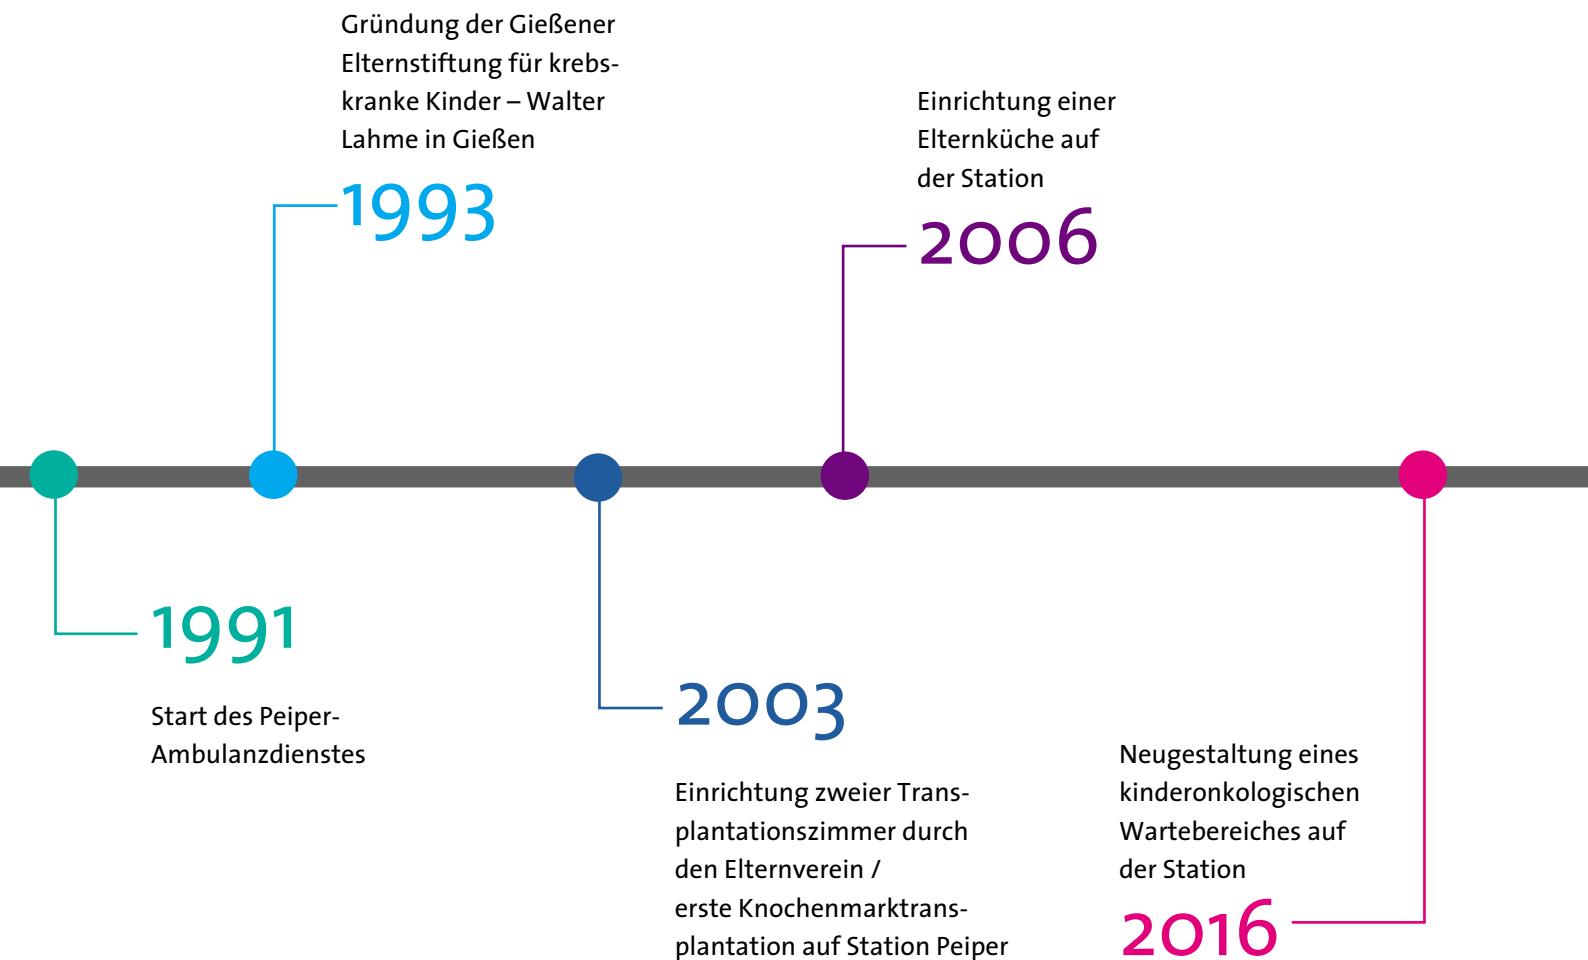 Gründung der Gießener
Elternstiftung für krebs-
kranke Kinder – Walter
Lahme in Gießen
1993
Einrichtung einer
Elternküche auf
der Station
2006
1991
Start des Peiper-
Ambulanzdienstes
2003
Einrichtung zweier Trans-
plantationszimmer durch
den Elternverein /
erste Knochenmarktrans-
plantation auf Station Peiper
Neugestaltung eines
kinderonkologischen
Wartebereiches auf
der Station
2016